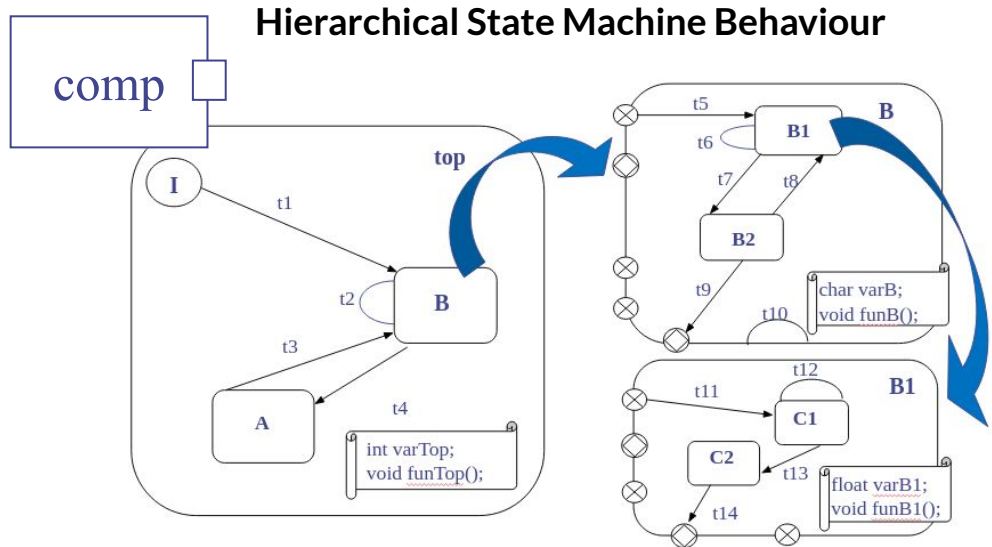 Hierarchical State Machine Behaviour
comp
top
I
t1
t2
B
t3
A
t4
int varTop;
void funTop();
B
t5
B1
t6
t7
t8
B2
t9
t10
char varB;
void funB();
B1
t11
t12
C1
C2
t13
t14
float varB1;
void funB1();